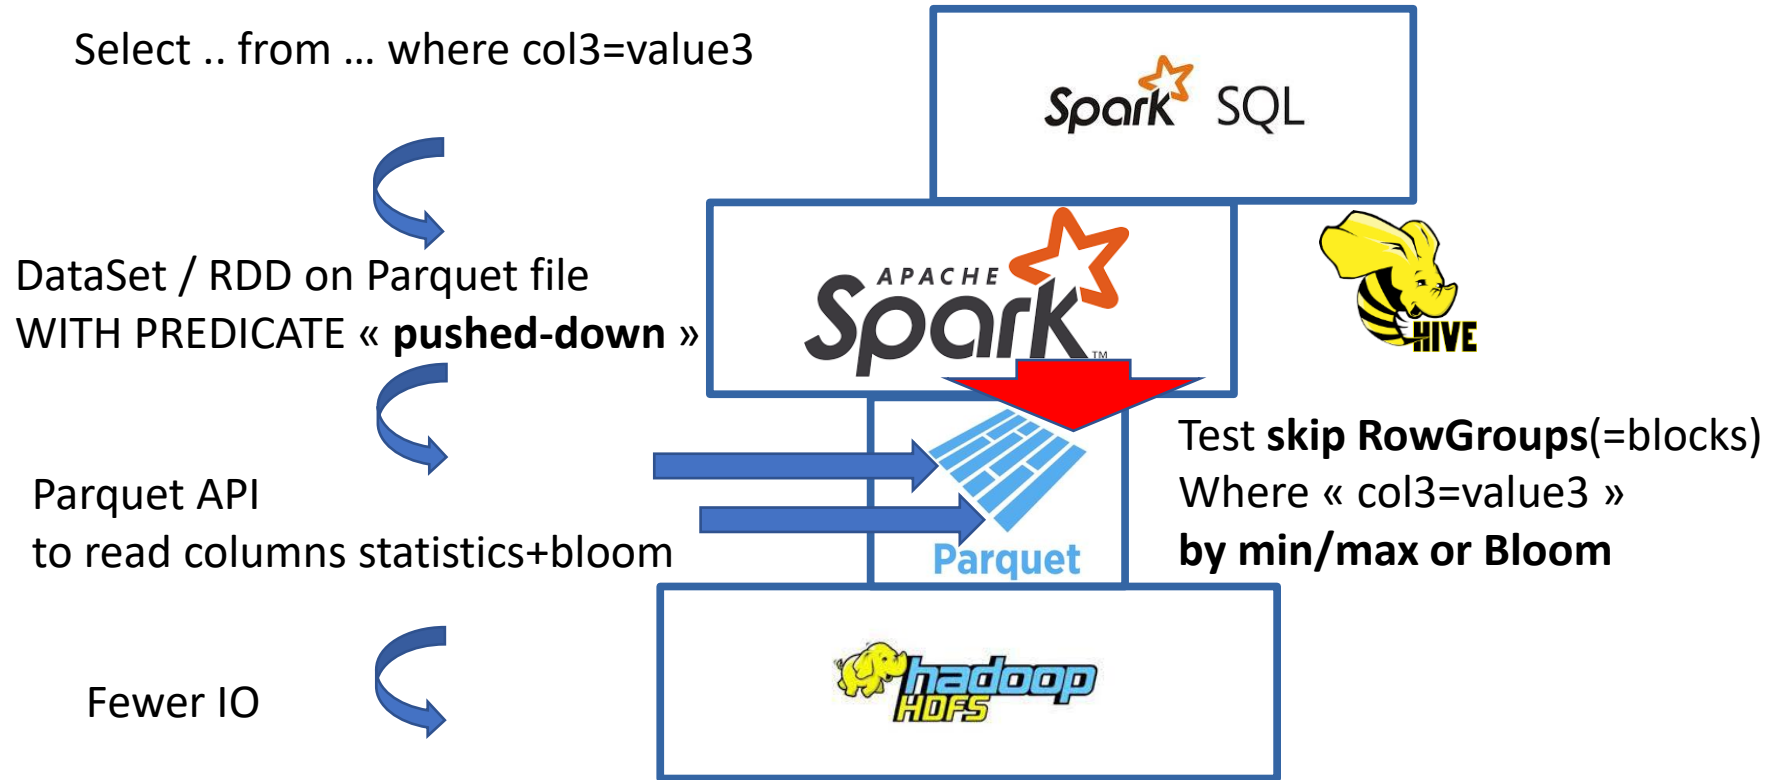 Select .. from ... where col3=value3
Spark SQL
DataSet / RDD on Parquet file
WITH PREDICATE « pushed-down »
APACHE
Spark™
HIVE
Parquet API
to read columns statistics+bloom
Parquet
Test skip RowGroups(=blocks)
Where « col3=value3 »
by min/max or Bloom
Fewer IO
hadoop
HDFS